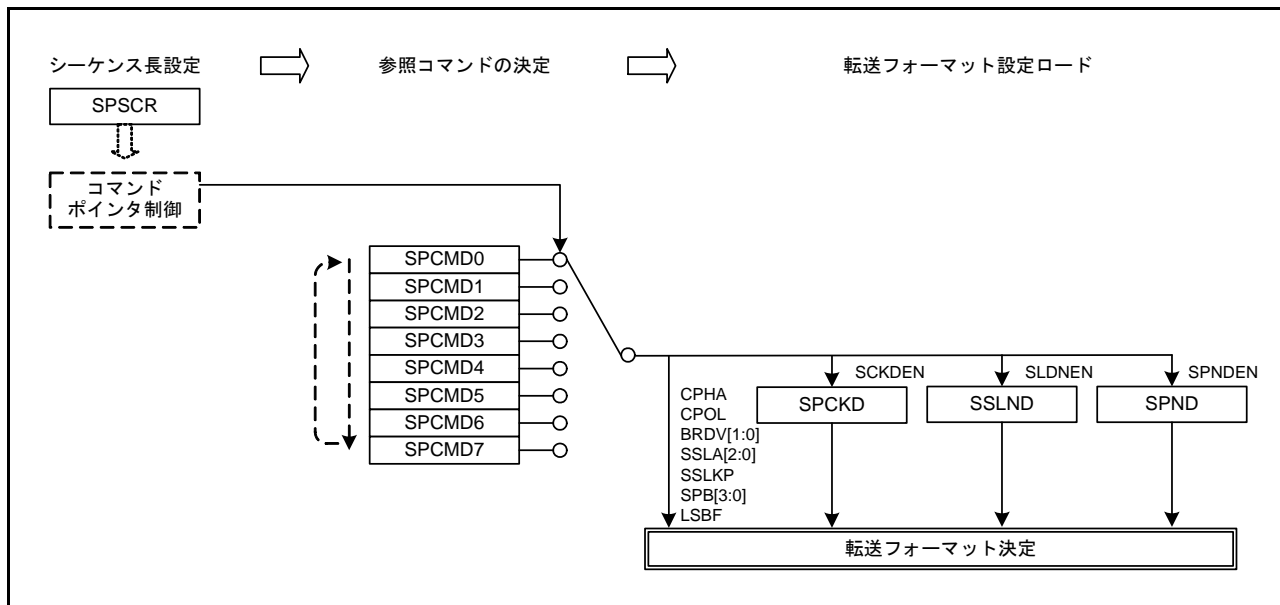 シーケンス長設定
参照コマンドの決定
転送フォーマット設定ロード
SPSCR
コマンド
ポインタ制御
SPCMD0
SPCMD1
SPCMD2
SPCMD3
SPCMD4
SPCMD5
SPCMD6
SPCMD7
CPHA
CPOL
BRDV[1:0]
SSLA[2:0]
SSLKP
SPB[3:0]
LSBF
SCKDEN
SPCKD
SLDNEN
SSLND
SPNDEN
SPND
転送フォーマット決定